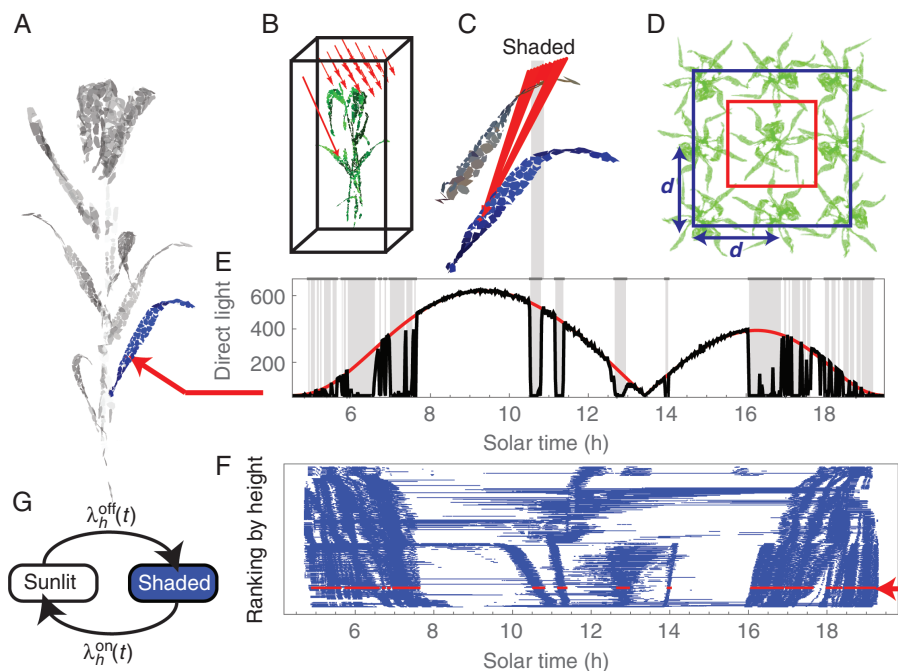 A
B
C
D
Shaded
d
d
E
Direct light
600
400
200
6
8
10
12
14
16
18
Solar time (h)
F
Ranking by height
6
8
10
12
14
16
18
Solar time (h)
G
λ_h^off(t)
Sunlit
Shaded
λ_h^on(t)